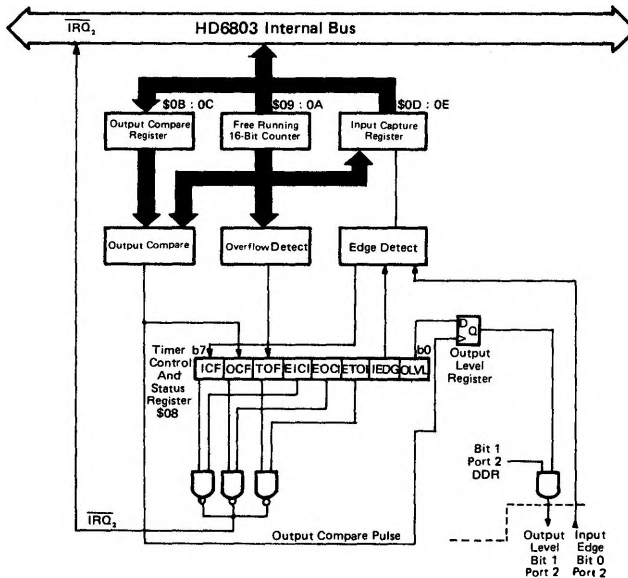 IRQ2
HD6803 Internal Bus
$0B : 0C
$09 : 0A
$0D : 0E
Output Compare
Register
Free Running
16-Bit Counter
Input Capture
Register
Output Compare
Overflow Detect
Edge Detect
Timer
Control
And
Status
Register
$08
b7
b0
ICF
OCF
TOF
EICI
EOCI
ETOI
IEDG
OLVL
D
Q
Output
Level
Register
Bit 1
Port 2
DDR
IRQ2
Output Compare Pulse
Output
Level
Bit 1
Port 2
Input
Edge
Bit 0
Port 2